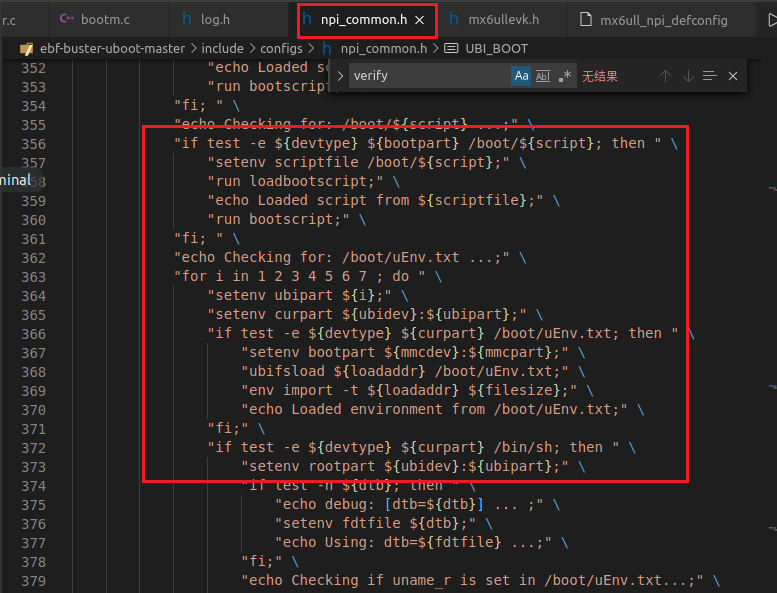 r.c bootm.c log.h npi_common.h mx6ullevk.h mx6ull_npi_defconfig
ebf-buster-uboot-master > include > configs > npi_common.h > UBI_BOOT
verify Aa Abl .* 无结果
352 "echo Loaded
353 "run bootscript
354 "fi; " \
355 "echo Checking for: /boot/${script} ...;" \
356 "if test -e ${devtype} ${bootpart} /boot/${script}; then " \
357 "setenv scriptfile /boot/${script};" \
minal
358 "run loadbootscript;" \
359 "echo Loaded script from ${scriptfile};" \
360 "run bootscript;" \
361 "fi; " \
362 "echo Checking for: /boot/uEnv.txt ...;" \
363 "for i in 1 2 3 4 5 6 7 ; do " \
364 "setenv ubipart ${i};" \
365 "setenv curpart ${ubidev}:${ubipart};" \
366 "if test -e ${devtype} ${curpart} /boot/uEnv.txt; then " \
367 "setenv bootpart ${mmcdev}:${mmcpart};" \
368 "ubifsload ${loadaddr} /boot/uEnv.txt;" \
369 "env import -t ${loadaddr} ${filesize};" \
370 "echo Loaded environment from /boot/uEnv.txt;" \
371 "fi;" \
372 "if test -e ${devtype} ${curpart} /bin/sh; then " \
373 "setenv rootpart ${ubidev}:${ubipart};" \
374 "if test -n ${dtb}; then " \
375 "echo debug: [dtb=${dtb}] ... ;" \
376 "setenv fdtfile ${dtb};" \
377 "echo Using: dtb=${fdtfile} ...;" \
378 "fi;" \
379 "echo Checking if uname_r is set in /boot/uEnv.txt...;" \